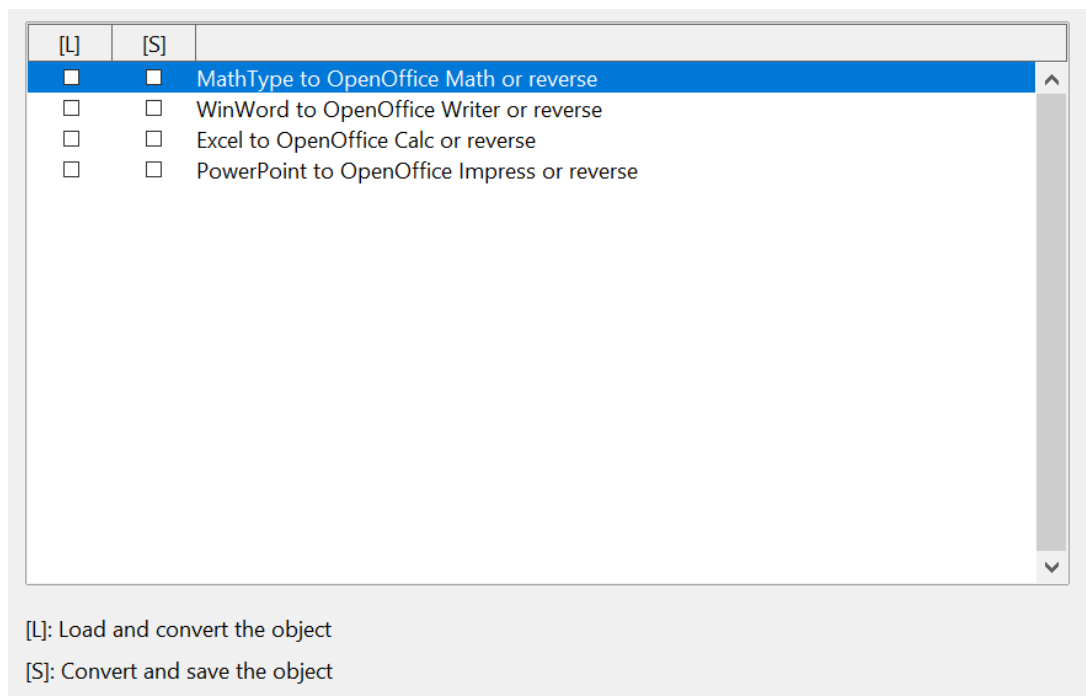 [L] [S]
MathType to OpenOffice Math or reverse
WinWord to OpenOffice Writer or reverse
Excel to OpenOffice Calc or reverse
PowerPoint to OpenOffice Impress or reverse
[L]: Load and convert the object
[S]: Convert and save the object